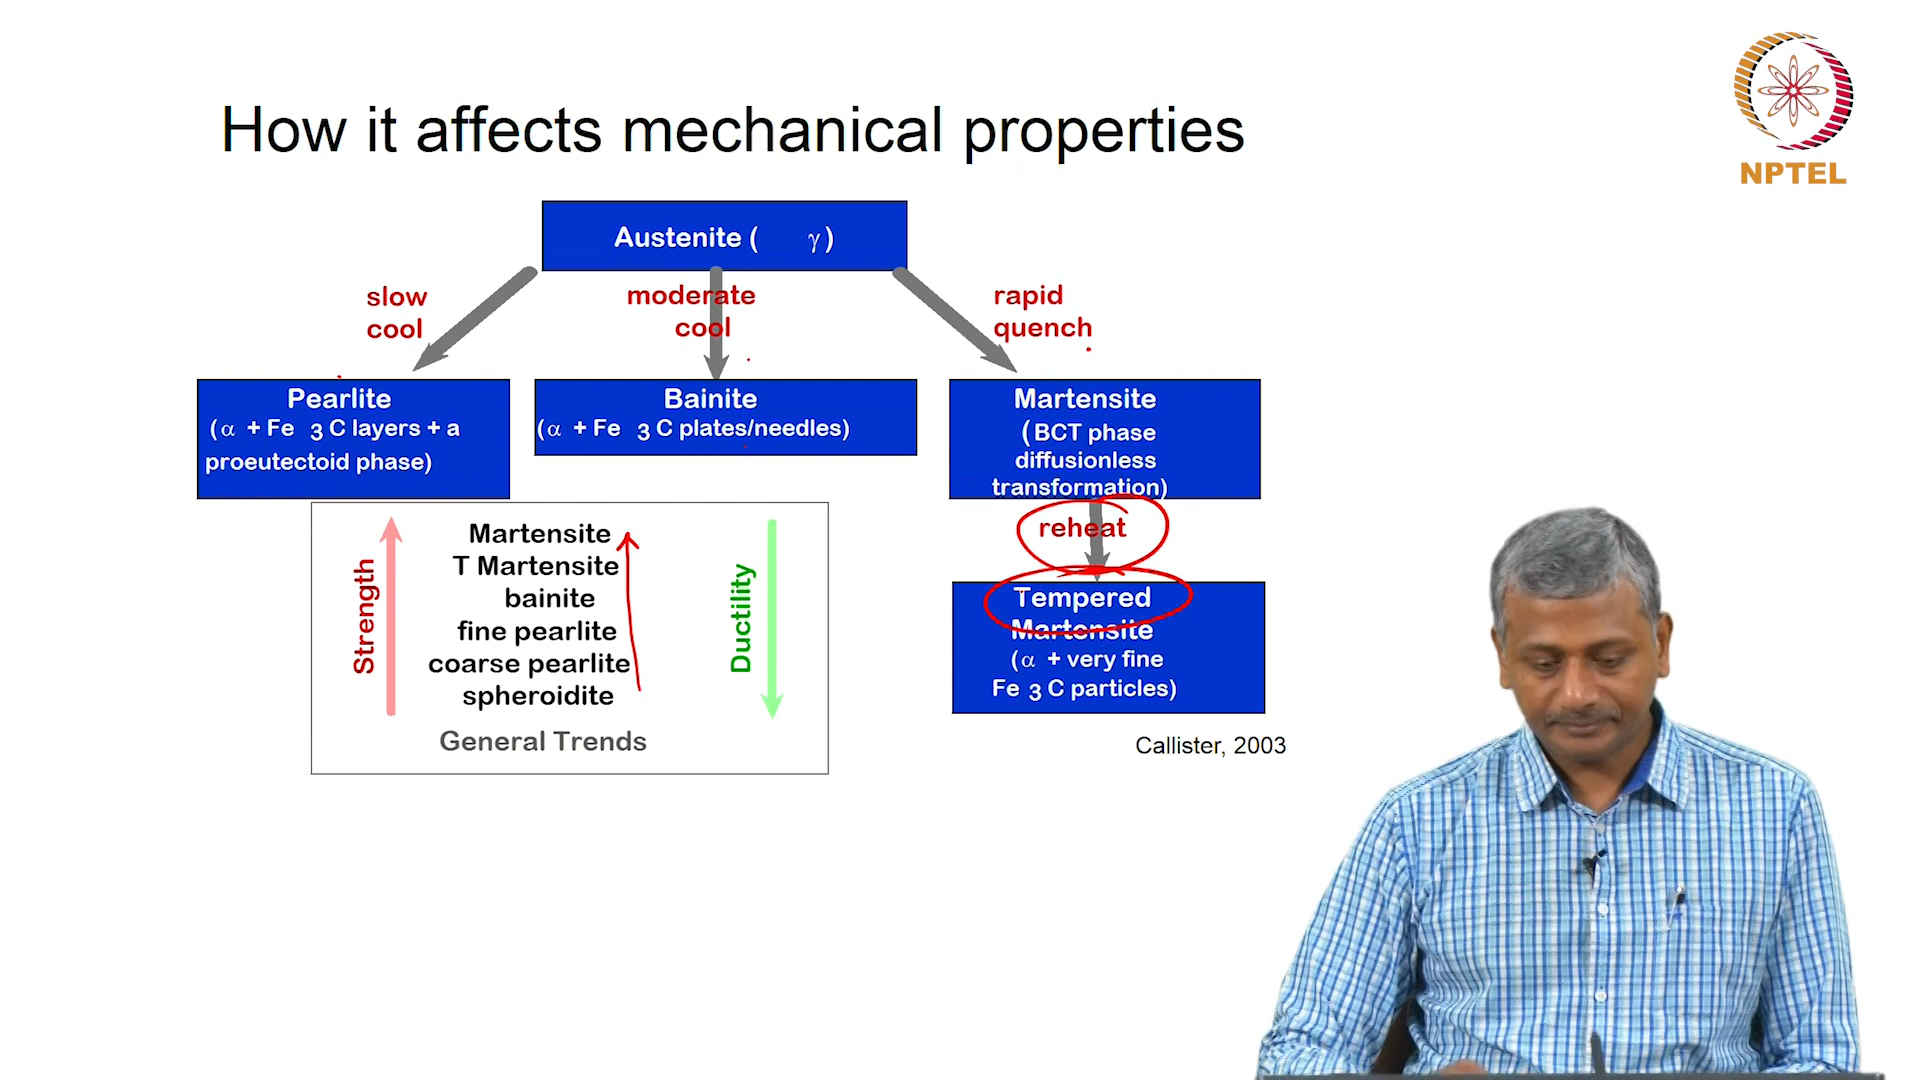 How it affects mechanical properties
NPTEL
Austenite ( γ )
slow
cool
moderate
cool
rapid
quench
Pearlite
(α + Fe 3 C layers + a
proeutectoid phase)
Bainite
(α + Fe 3 C plates/needles)
Martensite
(BCT phase
diffusionless
transformation)
reheat
Tempered
Martensite
(α + very fine
Fe 3 C particles)
Strength
Martensite
T Martensite
bainite
fine pearlite
coarse pearlite
spheroidite
General Trends
Ductility
Callister, 2003